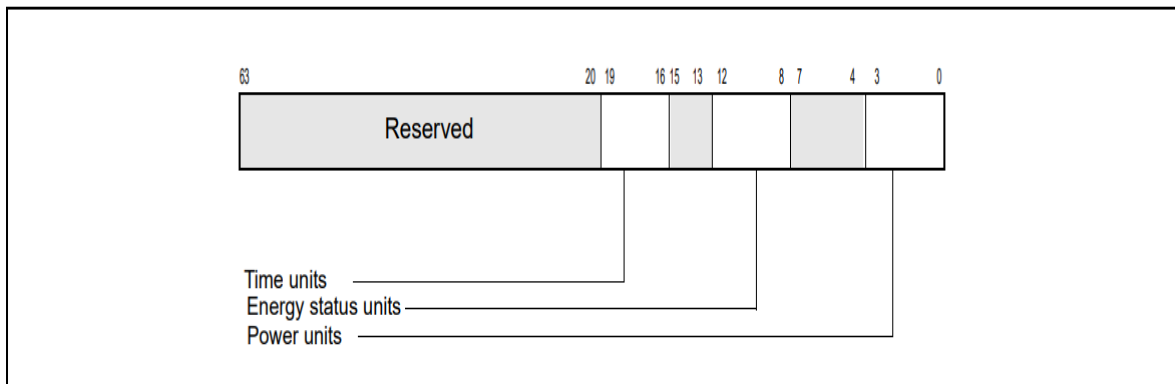 63 20 19 16 15 13 12 8 7 4 3 0
Reserved
Time units
Energy status units
Power units